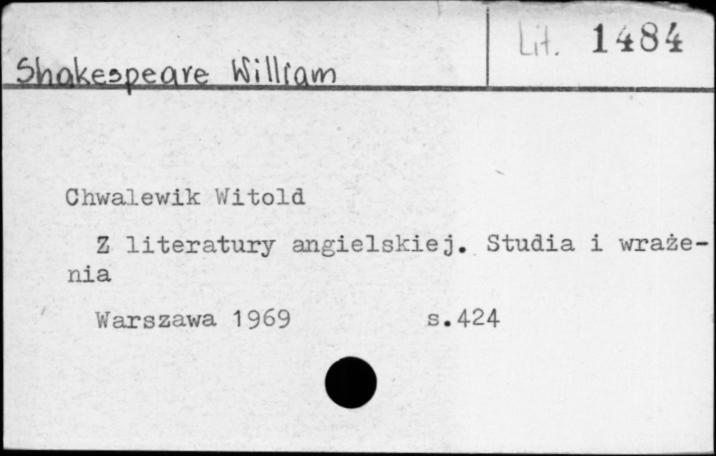 Lit. 1484
Shakespeare William
Chwalewik Witold
Z literatury angielskiej. Studia i wraże-
nia
Warszawa 1969 s.424